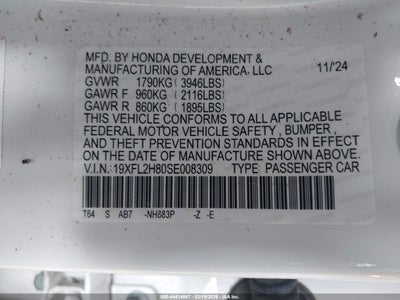 MFD. BY HONDA DEVELOPMENT &
MANUFACTURING OF AMERICA, LLC 11/24
GVWR 1790KG (3946LBS)
GAWR F 960KG (2116LBS)
GAWR R 860KG (1895LBS)
THIS VEHICLE CONFORMS TO ALL APPLICABLE
FEDERAL MOTOR VEHICLE SAFETY , BUMPER ,
AND THEFT PREVENTION STANDARDS IN EFFECT
ON THE DATE OF MANUFACTURE SHOWN ABOVE.
V.I.N.: 19XFL2H80SE008309 TYPE: PASSENGER CAR
T64 S AB7 -NH883P -Z -E